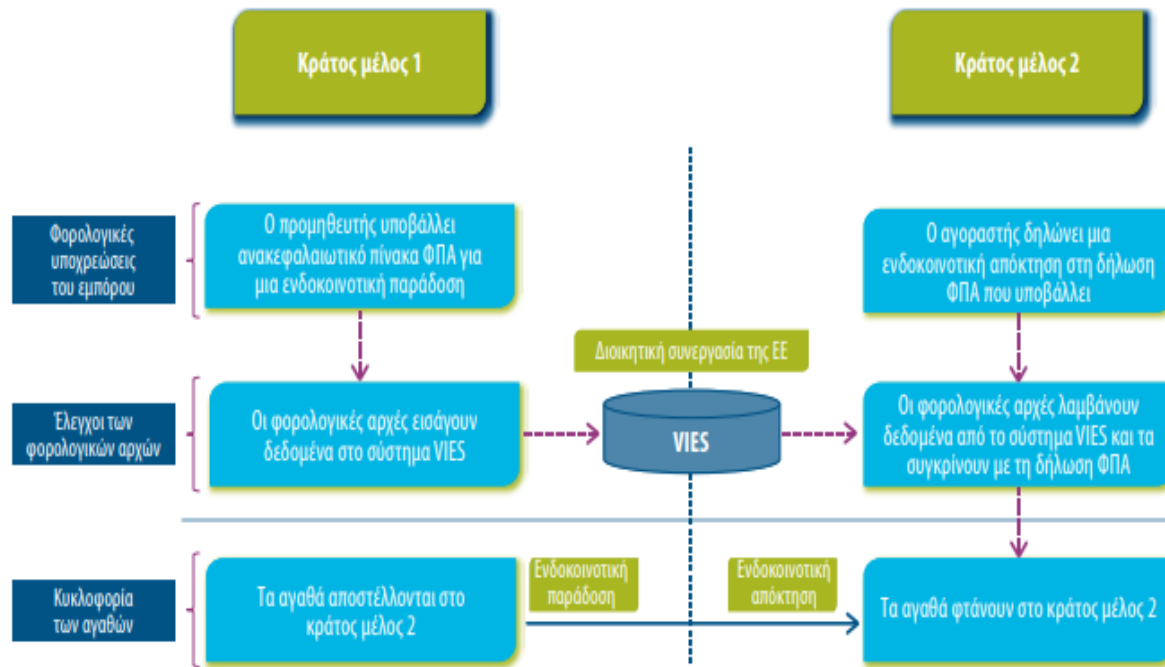 Κράτος μέλος 1
Κράτος μέλος 2
Φορολογικές
υποχρεώσεις
του εμπόρου
Ο προμηθευτής υποβάλλει
ανακεφαλαιωτικό πίνακα ΦΠΑ για
μια ενδοκοινοτική παράδοση
Ο αγοραστής δηλώνει μια
ενδοκοινοτική απόκτηση στη δήλωση
ΦΠΑ που υποβάλλει
Διοικητική συνεργασία της ΕΕ
Έλεγχοι των
φορολογικών αρχών
Οι φορολογικές αρχές εισάγουν
δεδομένα στο σύστημα VIES
VIES
Οι φορολογικές αρχές λαμβάνουν
δεδομένα από το σύστημα VIES και τα
συγκρίνουν με τη δήλωση ΦΠΑ
Κυκλοφορία
των αγαθών
Τα αγαθά αποστέλλονται στο
κράτος μέλος 2
Ενδοκοινοτική
παράδοση
Ενδοκοινοτική
απόκτηση
Τα αγαθά φτάνουν στο κράτος μέλος 2